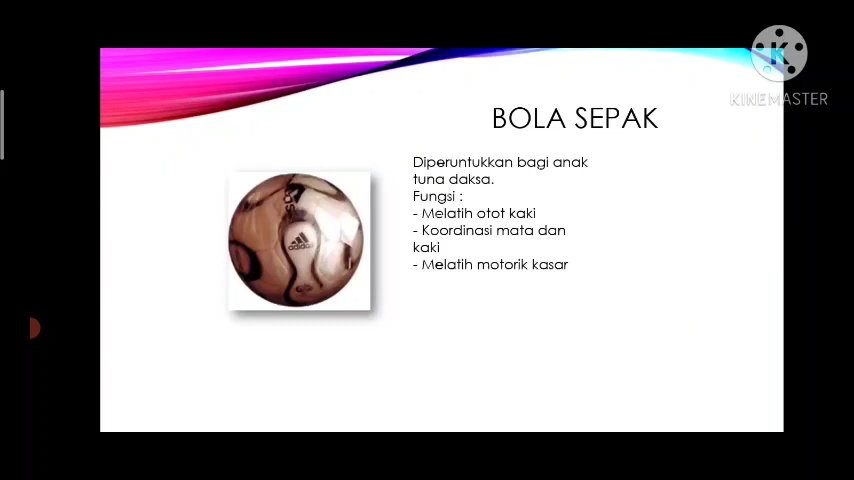 KINEMASTER
BOLA SEPAK
Diperuntukkan bagi anak
tuna daksa.
Fungsi :
- Melatih otot kaki
- Koordinasi mata dan
kaki
- Melatih motorik kasar
adidas